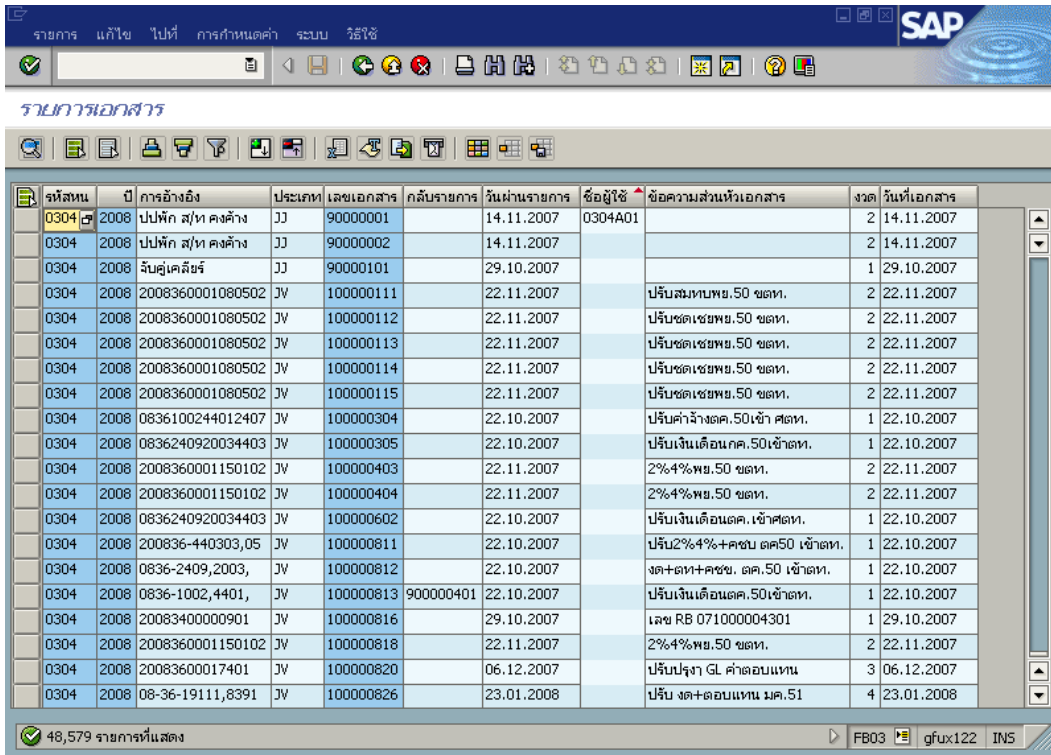 รายการ แก้ไข ไปที่ การกำหนดค่า ระบบ วิธีใช้
SAP
รายการเอกสาร
รหัสหน ปี การอ้างอิง ประเภท เลขเอกสาร กลับรายการ วันผ่านรายการ ชื่อผู้ใช้ ข้อความส่วนหัวเอกสาร งวด วันที่เอกสาร
0304 2008 ปปพัก ส/ท คงค้าง JJ 90000001 14.11.2007 0304A01 2 14.11.2007
0304 2008 ปปพัก ส/ท คงค้าง JJ 90000002 14.11.2007 2 14.11.2007
0304 2008 จับคู่เคลียร์ JJ 90000101 29.10.2007 1 29.10.2007
0304 2008 2008360001080502 JV 100000111 22.11.2007 ปรับสมทบพย.50 ขตท. 2 22.11.2007
0304 2008 2008360001080502 JV 100000112 22.11.2007 ปรับชดเชยพย.50 ขตท. 2 22.11.2007
0304 2008 2008360001080502 JV 100000113 22.11.2007 ปรับชดเชยพย.50 ขตท. 2 22.11.2007
0304 2008 2008360001080502 JV 100000114 22.11.2007 ปรับชดเชยพย.50 ขตท. 2 22.11.2007
0304 2008 2008360001080502 JV 100000115 22.11.2007 ปรับชดเชยพย.50 ขตท. 2 22.11.2007
0304 2008 0836100244012407 JV 100000304 22.10.2007 ปรับค่าจ้างตค.50เข้า ศตท. 1 22.10.2007
0304 2008 0836240920034403 JV 100000305 22.10.2007 ปรับเงินเดือนกค.50เข้าตท. 1 22.10.2007
0304 2008 2008360001150102 JV 100000403 22.11.2007 2%4%พย.50 ขตท. 2 22.11.2007
0304 2008 2008360001150102 JV 100000404 22.11.2007 2%4%พย.50 ขตท. 2 22.11.2007
0304 2008 0836240920034403 JV 100000602 22.10.2007 ปรับเงินเดือนตค.เข้าศตท. 1 22.10.2007
0304 2008 200836-440303,05 JV 100000811 22.10.2007 ปรับ2%4%+คชบ ตค50 เข้าตท. 1 22.10.2007
0304 2008 0836-2409,2003, JV 100000812 22.10.2007 งด+ตท+คชข. ตค.50 เข้าตท. 1 22.10.2007
0304 2008 0836-1002,4401, JV 100000813 900000401 22.10.2007 ปรับเงินเดือนตค.50เข้าตท. 1 22.10.2007
0304 2008 20083400000901 JV 100000816 29.10.2007 เลข RB 071000004301 1 29.10.2007
0304 2008 20083600001150102 JV 100000818 22.11.2007 2%4%พย.50 ขตท. 2 22.11.2007
0304 2008 20083600017401 JV 100000820 06.12.2007 ปรับปรุงา GL ค่าตอบแทน 3 06.12.2007
0304 2008 08-36-19111,8391 JV 100000826 23.01.2008 ปรับ งด+ตอบแทน มค.51 4 23.01.2008
48,579 รายการที่แสดง FB03 gfux122 INS